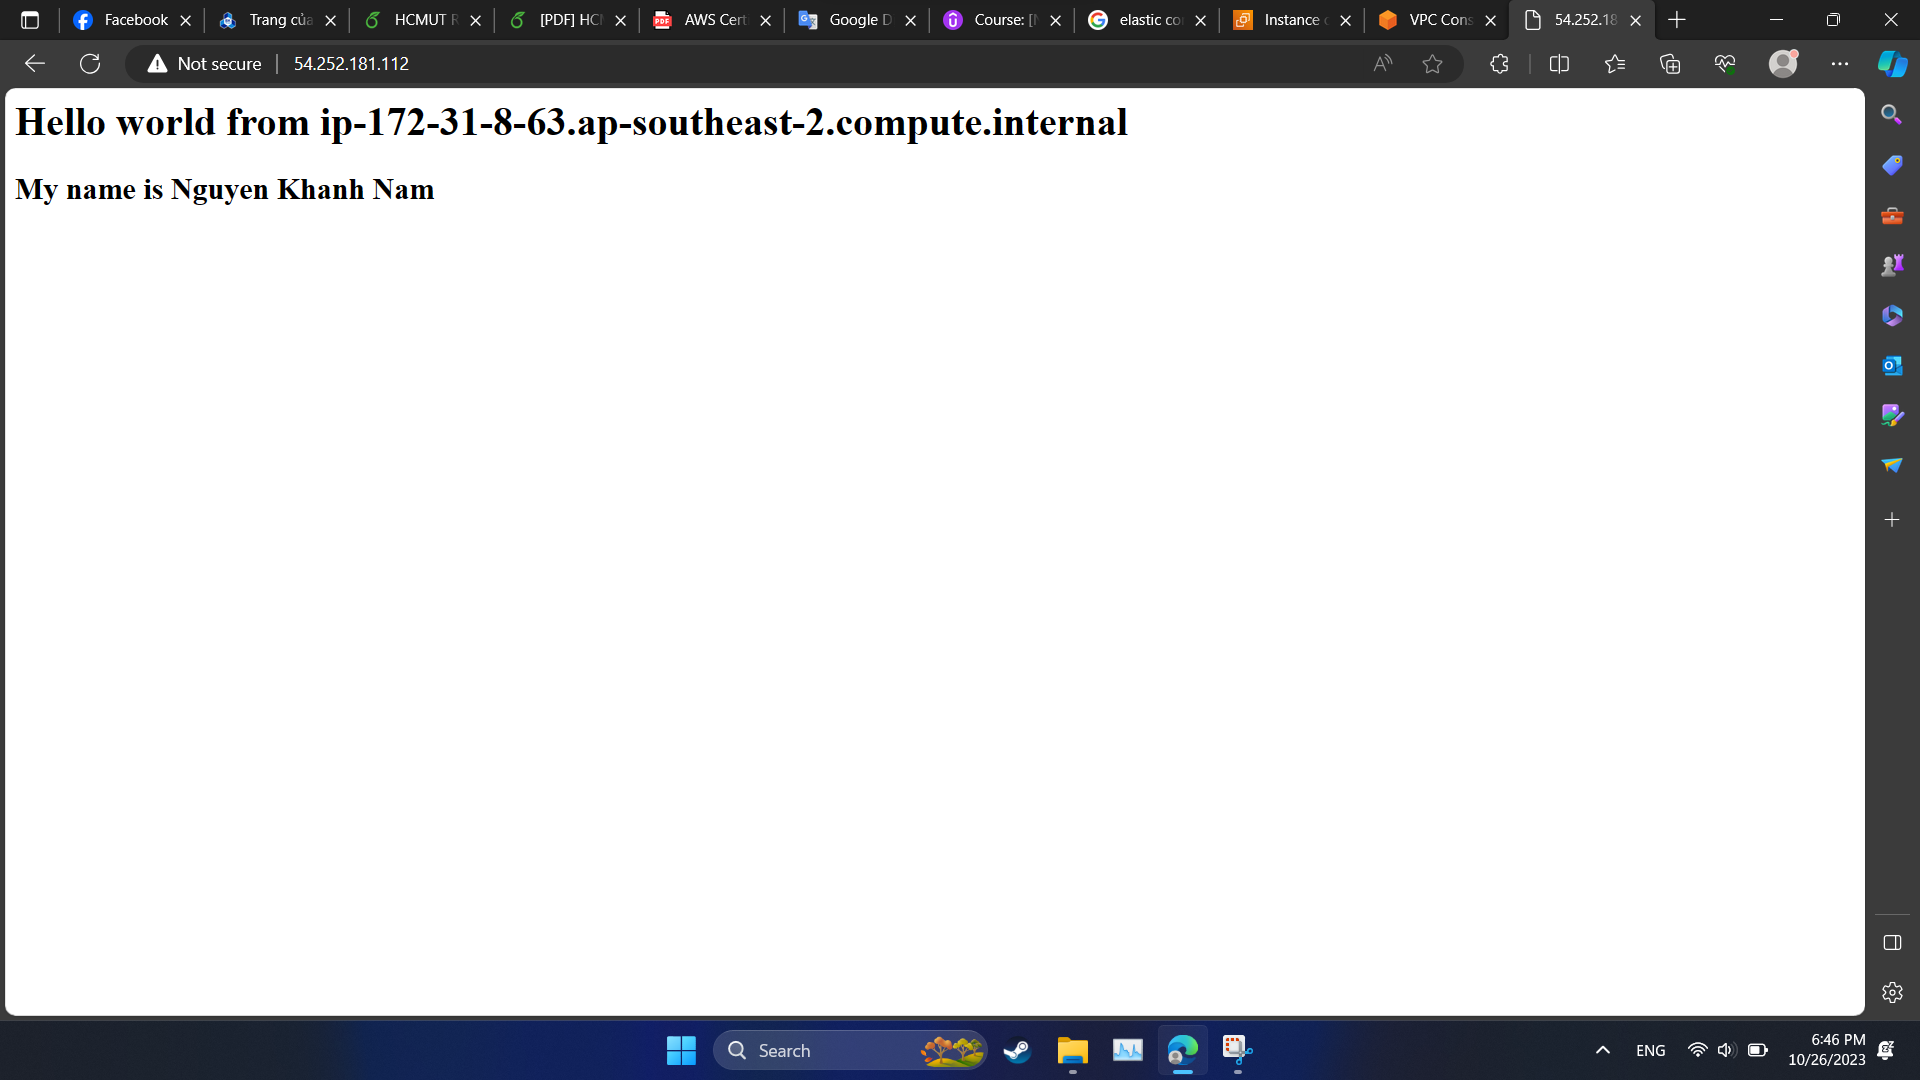 Facebook
Trang của
HCMUT R
[PDF] HC
AWS Cert
Google D
Course: [
elastic co
Instance
VPC Cons
54.252.18
Not secure
54.252.181.112
Hello world from ip-172-31-8-63.ap-southeast-2.compute.internal
My name is Nguyen Khanh Nam
Search
ENG
6:46 PM
10/26/2023